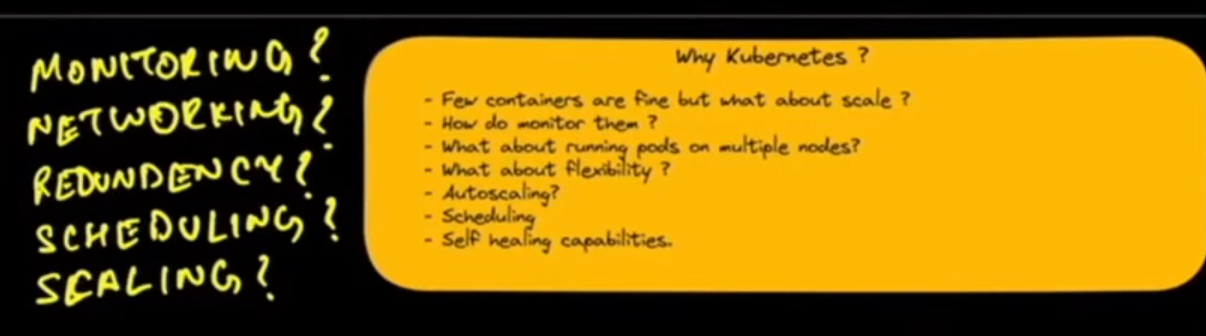 MONITORING?
NETWORKING?
REDUNDENCY?
SCHEDULING?
SCALING?
Why Kubernetes ?
- Few containers are fine but what about scale ?
- How do monitor them ?
- What about running pods on multiple nodes?
- What about flexibility ?
- Autoscaling?
- Scheduling
- Self healing capabilities.